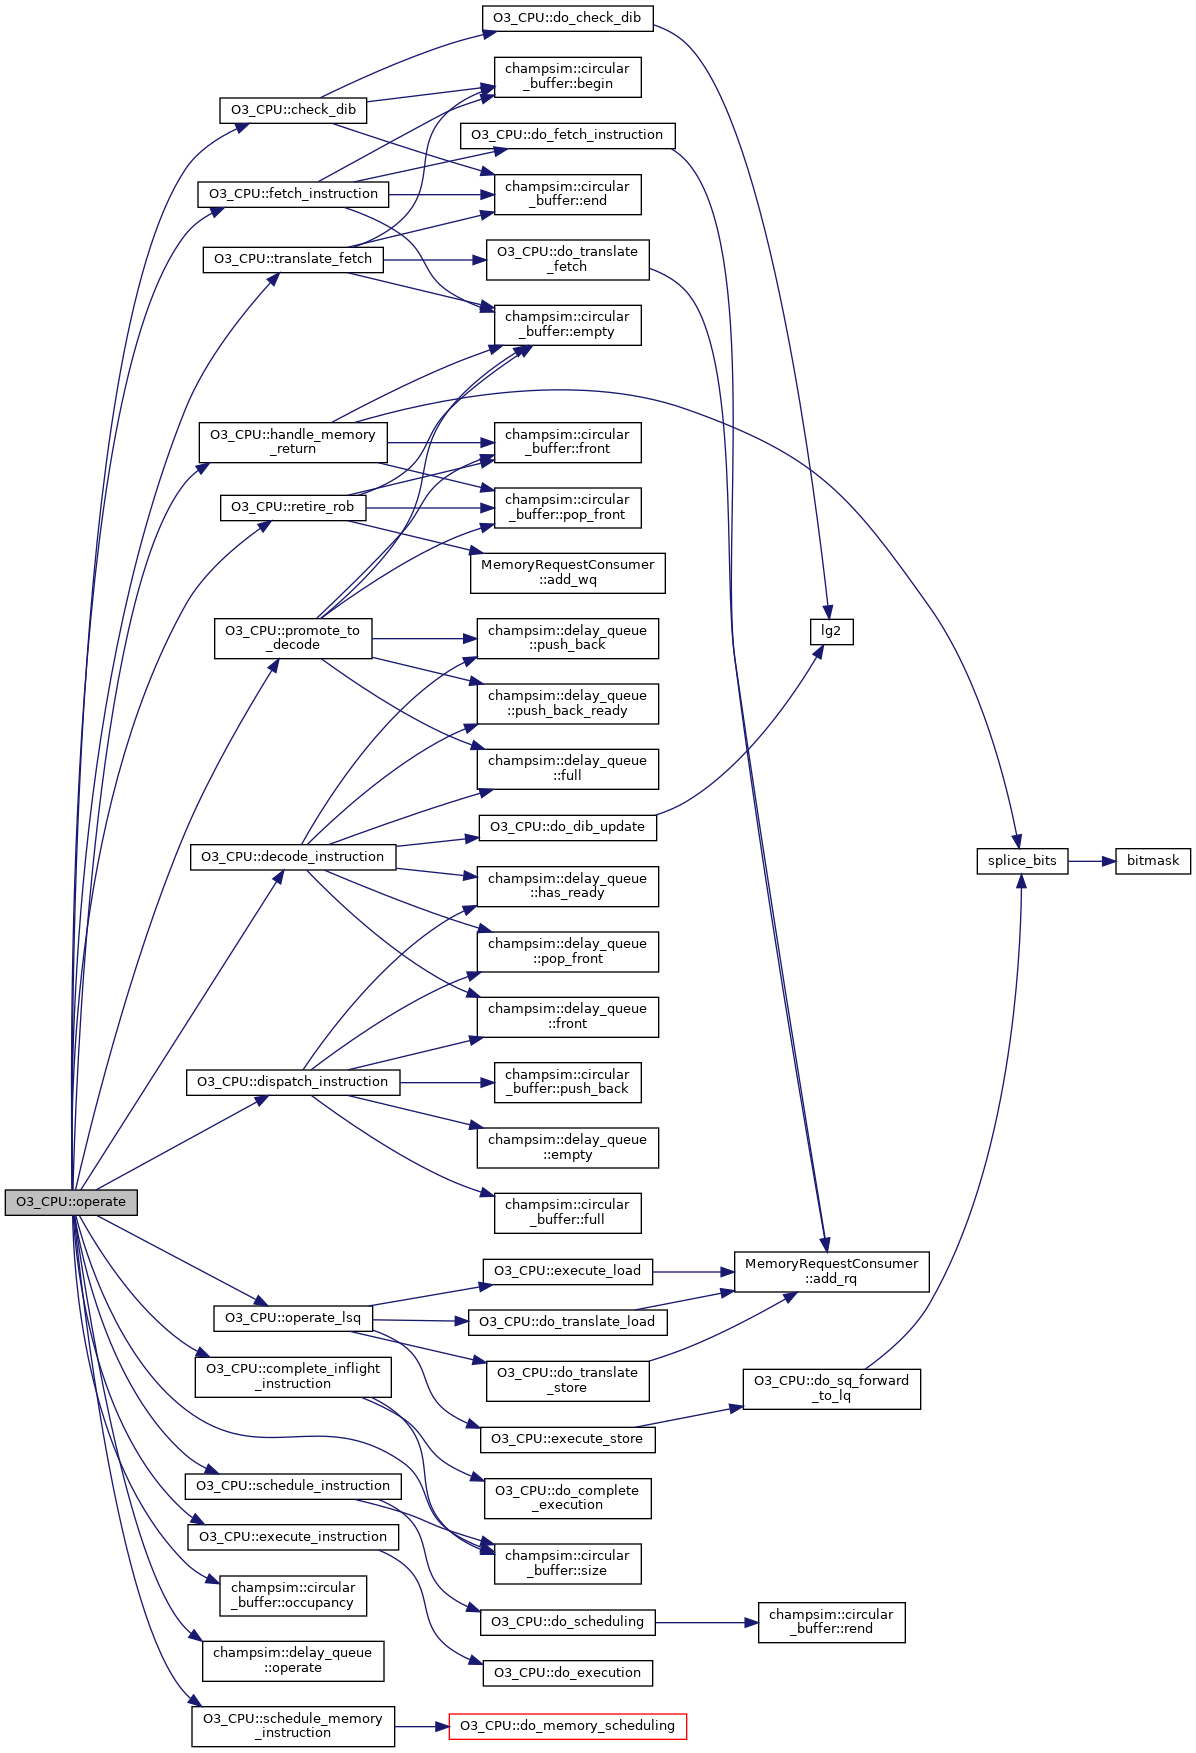 O3_CPU::do_check_dib
champsim::circular
_buffer::begin
O3_CPU::check_dib
O3_CPU::do_fetch_instruction
champsim::circular
_buffer::end
O3_CPU::fetch_instruction
O3_CPU::translate_fetch
O3_CPU::do_translate
_fetch
champsim::circular
_buffer::empty
O3_CPU::handle_memory
_return
champsim::circular
_buffer::front
O3_CPU::retire_rob
champsim::circular
_buffer::pop_front
MemoryRequestConsumer
::add_wq
O3_CPU::promote_to
_decode
champsim::delay_queue
::push_back
lg2
champsim::delay_queue
::push_back_ready
champsim::delay_queue
::full
O3_CPU::do_dib_update
O3_CPU::decode_instruction
splice_bits
bitmask
champsim::delay_queue
::has_ready
champsim::delay_queue
::pop_front
champsim::delay_queue
::front
O3_CPU::dispatch_instruction
champsim::circular
_buffer::push_back
champsim::delay_queue
::empty
O3_CPU::operate
champsim::circular
_buffer::full
O3_CPU::execute_load
MemoryRequestConsumer
::add_rq
O3_CPU::operate_lsq
O3_CPU::do_translate_load
O3_CPU::complete_inflight
_instruction
O3_CPU::do_translate
_store
O3_CPU::do_sq_forward
_to_lq
O3_CPU::execute_store
O3_CPU::schedule_instruction
O3_CPU::do_complete
_execution
O3_CPU::execute_instruction
champsim::circular
_buffer::size
champsim::circular
_buffer::occupancy
O3_CPU::do_scheduling
champsim::circular
_buffer::rend
champsim::delay_queue
::operate
O3_CPU::do_execution
O3_CPU::schedule_memory
_instruction
O3_CPU::do_memory_scheduling